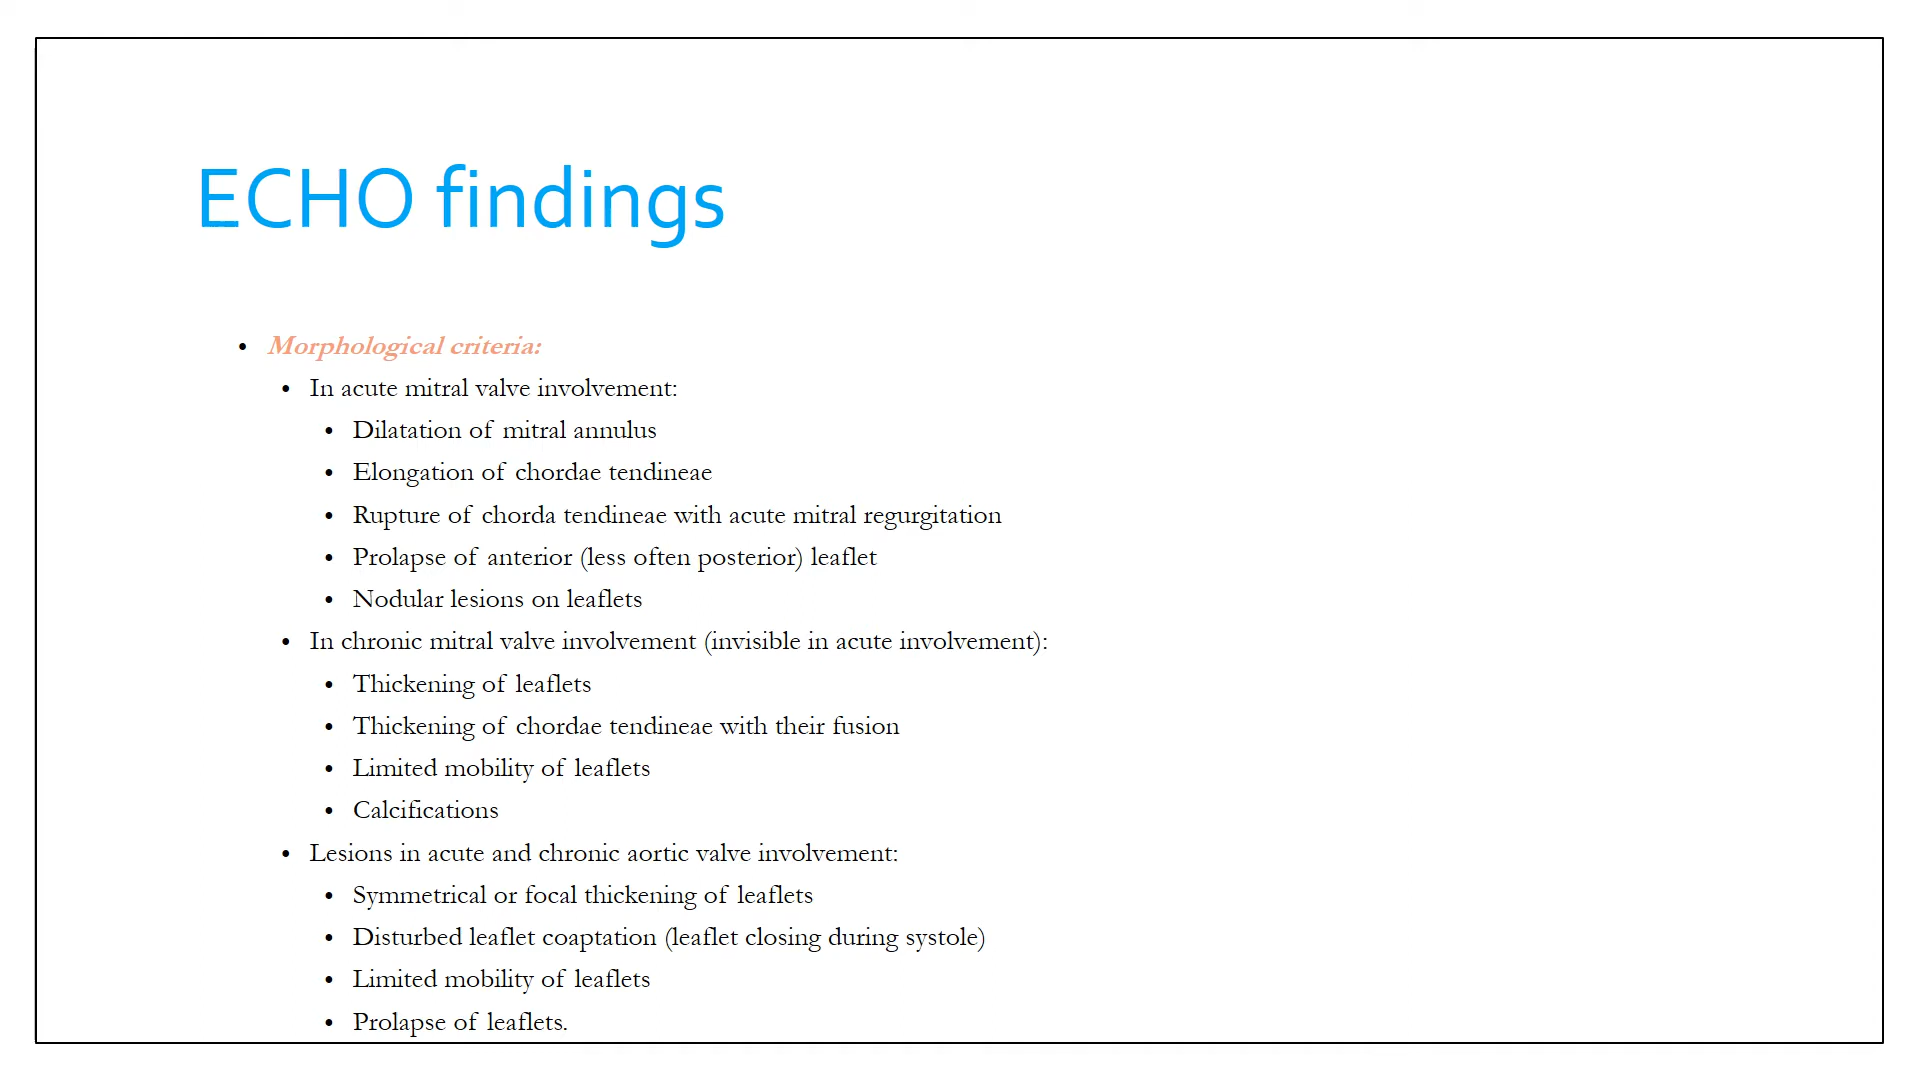 ECHO findings
• Morphological criteria:
• In acute mitral valve involvement:
• Dilatation of mitral annulus
• Elongation of chordae tendineae
• Rupture of chorda tendineae with acute mitral regurgitation
• Prolapse of anterior (less often posterior) leaflet
• Nodular lesions on leaflets
• In chronic mitral valve involvement (invisible in acute involvement):
• Thickening of leaflets
• Thickening of chordae tendineae with their fusion
• Limited mobility of leaflets
• Calcifications
• Lesions in acute and chronic aortic valve involvement:
• Symmetrical or focal thickening of leaflets
• Disturbed leaflet coaptation (leaflet closing during systole)
• Limited mobility of leaflets
• Prolapse of leaflets.